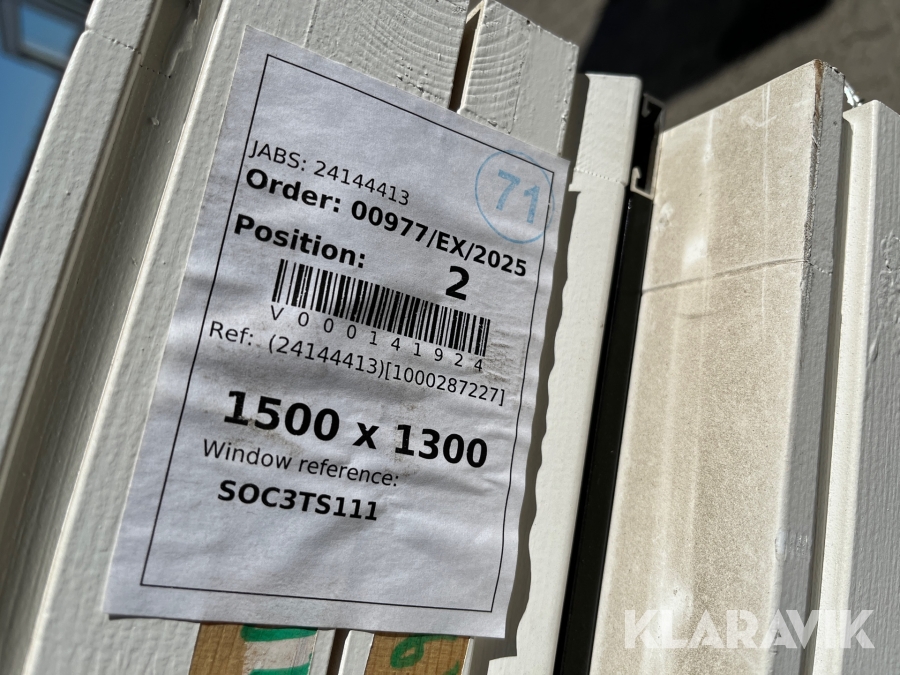 JABS: 24144413
71
Order: 00977/EX/2025
Position: 2
V000141924
Ref: (24144413)[1000287227]
1500 x 1300
Window reference:
SOC3TS111
KLARAVIK